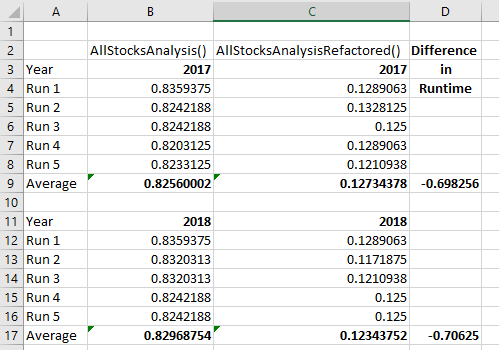 A B C D
1
2 AllStocksAnalysis() AllStocksAnalysisRefactored() Difference
3 Year 2017 2017 in
4 Run 1 0.8359375 0.1289063 Runtime
5 Run 2 0.8242188 0.1328125
6 Run 3 0.8242188 0.125
7 Run 4 0.8203125 0.1289063
8 Run 5 0.8233125 0.1210938
9 Average 0.82560002 0.12734378 -0.698256
10
11 Year 2018 2018
12 Run 1 0.8359375 0.1289063
13 Run 2 0.8320313 0.1171875
14 Run 3 0.8320313 0.1210938
15 Run 4 0.8242188 0.125
16 Run 5 0.8242188 0.125
17 Average 0.82968754 0.12343752 -0.70625